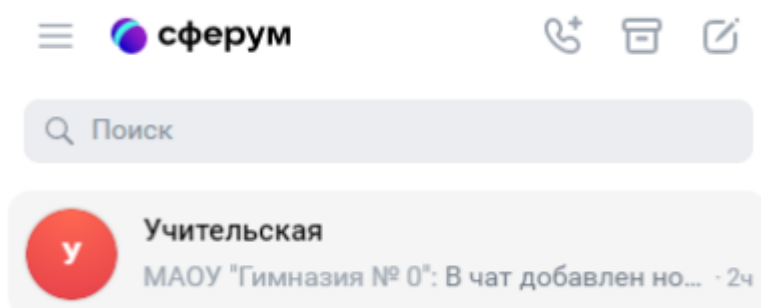 сферум
Поиск
У
Учительская
МАОУ "Гимназия № 0": В чат добавлен но... · 2ч